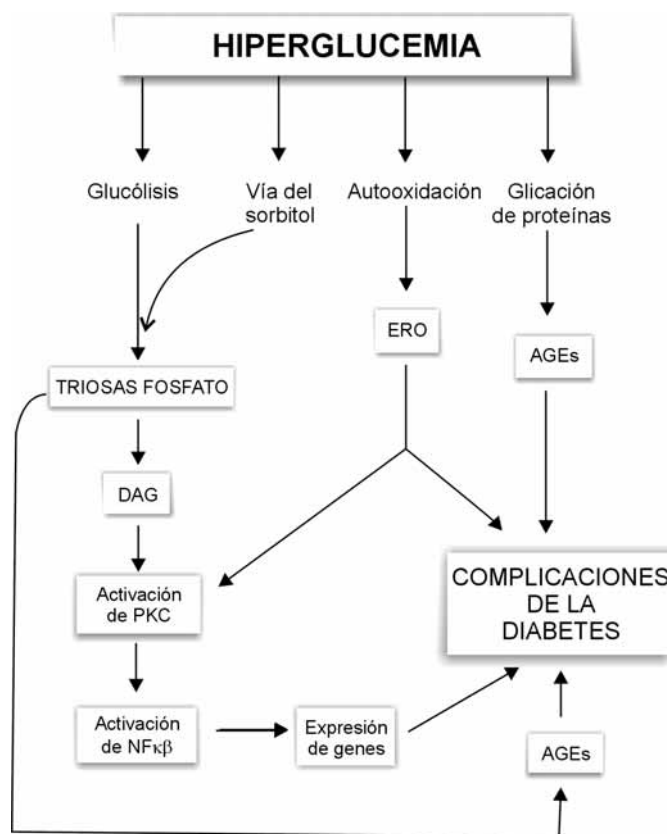 HIPERGLUCEMIA
Glucólisis
Vía del
sorbitol
Autooxidación
Glicación
de proteínas
ERO
AGEs
TRIOSAS FOSFATO
DAG
Activación
de PKC
COMPLICACIONES
DE LA
DIABETES
Activación
de NFκβ
Expresión
de genes
AGEs